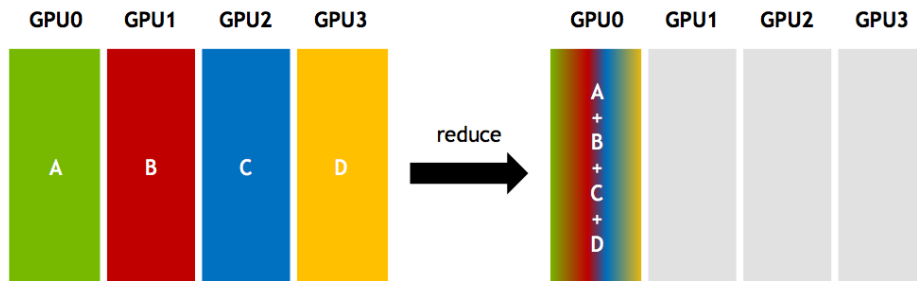 GPU0 GPU1 GPU2 GPU3
GPU0 GPU1 GPU2 GPU3
A B C D
reduce
A
+
B
+
C
+
D